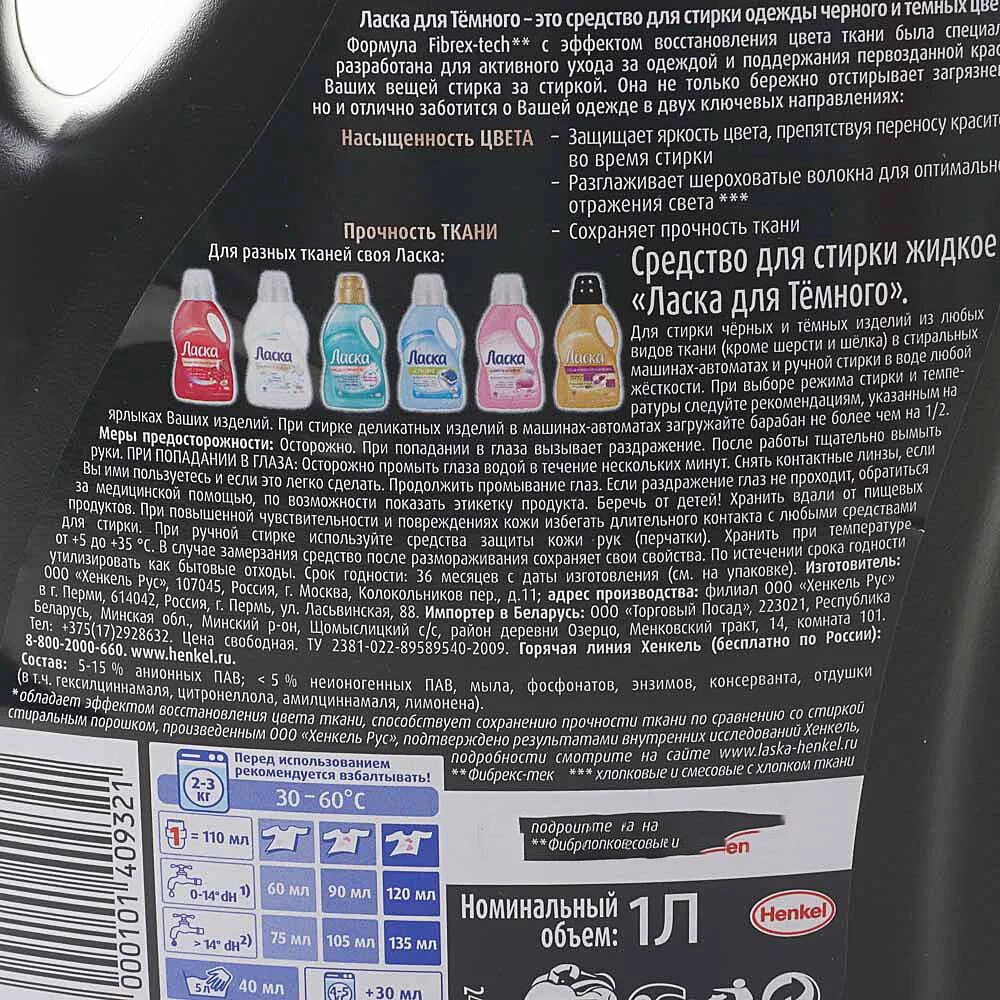 Ласка для Тёмного – это средство для стирки одежды чёрного и тёмных
Формула Fibrex-tech** с эффектом восстановления цвета ткани была
разработана для активного ухода за одеждой и поддержания первозданной
Ваших вещей стирка за стиркой. Она не только бережно отстирывает
но и отлично заботится о Вашей одежде в двух ключевых направлениях:
Насыщенность ЦВЕТА – Защищает яркость цвета, препятствуя переносу
во время стирки
– Разглаживает шероховатые волокна для
отражения света ***
Прочность ТКАНИ – Сохраняет прочность ткани
Для разных тканей своя Ласка:
Ласка Ласка Ласка Ласка Ласка Ласка
Средство для стирки жидкое
«Ласка для Тёмного».
Для стирки чёрных и тёмных изделий из любых
видов ткани (кроме шерсти и шёлка) в стиральных
машинах-автоматах и ручной стирки в воде любой
жёсткости. При выборе режима стирки и темпе-
ратуры следуйте рекомендациям, указанным на
ярлыках Ваших изделий. При стирке деликатных изделий в машинах-автоматах загружайте барабан не более чем на 1/2.
Меры предосторожности: Осторожно. При попадании в глаза вызывает раздражение. После работы тщательно вымыть
руки. ПРИ ПОПАДАНИИ В ГЛАЗА: Осторожно промыть глаза водой в течение нескольких минут. Снять контактные линзы, если
Вы ими пользуетесь и если это легко сделать. Продолжить промывание глаз. Если раздражение глаз не проходит, обратиться
за медицинской помощью, по возможности показать этикетку продукта. Беречь от детей! Хранить вдали от пищевых
продуктов. При повышенной чувствительности и повреждениях кожи избегать длительного контакта с любыми средствами
для стирки. При ручной стирке используйте средства защиты кожи рук (перчатки). Хранить при температуре
от +5 до +35 °C. В случае замерзания средство после размораживания сохраняет свои свойства. По истечении срока годности
утилизировать как бытовые отходы. Срок годности: 36 месяцев с даты изготовления (см. на упаковке). Изготовитель:
ООО «Хенкель Рус», 107045, Россия, г. Москва, Колокольников пер., д.11; адрес производства: филиал ООО «Хенкель Рус»
в г. Перми, 614042, Россия, г. Пермь, ул. Ласьвинская, 88. Импортер в Беларусь: ООО "Торговый Посад", 223021, Республика
Беларусь, Минская обл., Минский р-он, Щомыслицкий с/с, район деревни Озерцо, Менковский тракт, 14, комната 101.
Тел: +375(17)2928632. Цена свободная. ТУ 2381-022-89589540-2009. Горячая линия Хенкель (бесплатно по России):
8-800-2000-660. www.henkel.ru.
Состав: 5-15 % анионных ПАВ; < 5 % неионогенных ПАВ, мыла, фосфонатов, энзимов, консерванта, отдушки
(в т.ч. гексилциннамаля, цитронеллола, амилциннамаля, лимонена).
*обладает эффектом восстановления цвета ткани, способствует сохранению прочности ткани по сравнению со стиркой
стиральным порошком, произведенным ООО «Хенкель Рус», подтверждено результатами внутренних исследований Хенкель,
подробности смотрите на сайте www.laska-henkel.ru
**Фибрекс-тек ***хлопковые и смесовые с хлопком ткани
Перед использованием
рекомендуется взбалтывать!
2-3 кг
30–60°C
1 = 110 мл
0-14° dH 1) 60 мл 90 мл 120 мл
> 14° dH 2) 75 мл 105 мл 135 мл
5 л 40 мл 4-5 +30 мл
en
Номинальный
объем: 1Л
Henkel
000101 409321